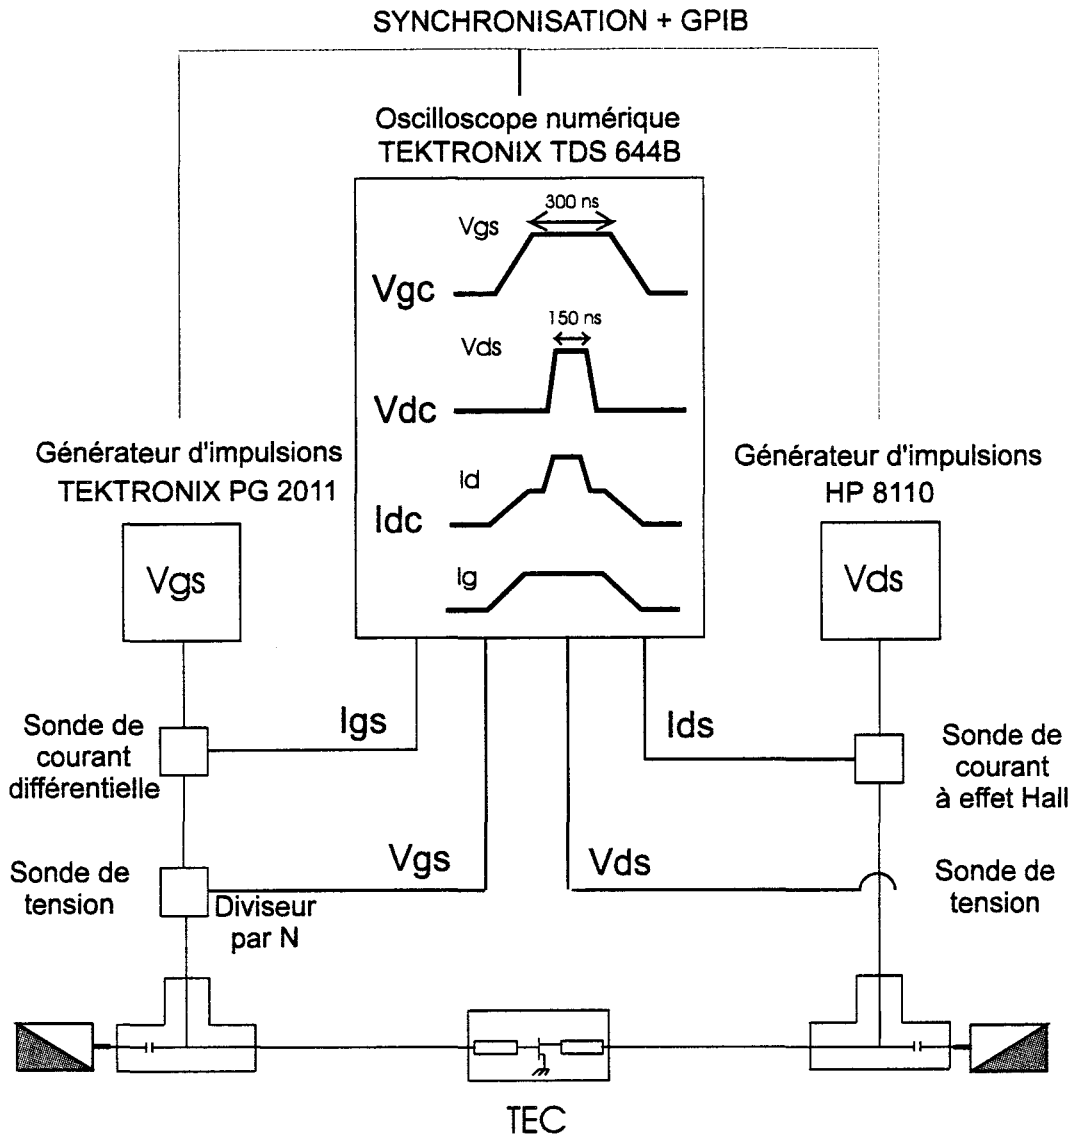 SYNCHRONISATION + GPIB
Oscilloscope numérique
TEKTRONIX TDS 644B
300 ns
Vgs
Vgc
150 ns
Vds
Vdc
Id
Idc
Ig
Générateur d'impulsions
TEKTRONIX PG 2011
Vgs
Générateur d'impulsions
HP 8110
Vds
Sonde de
courant
différentielle
Igs
Ids
Sonde de
courant
à effet Hall
Sonde de
tension
Vgs
Diviseur
par N
Vds
Sonde de
tension
TEC